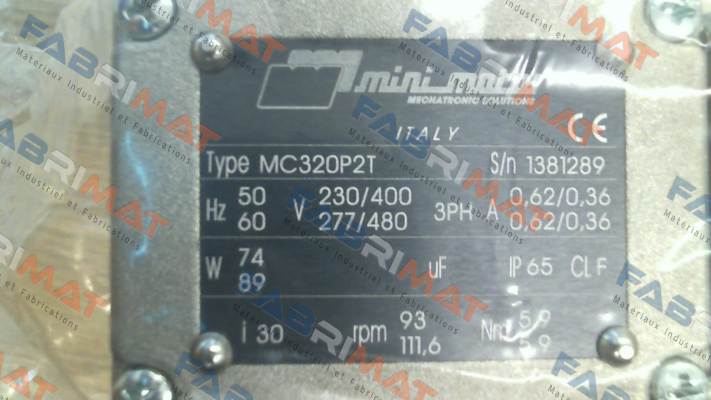 mini motor
MECHATRONIC SOLUTIONS
ITALY
CE
Type MC320P2T S/n 1381289
Hz 50 60 V 230/400 277/480 3PH A 0,62/0,36 0,62/0,36
W 74 89 uF IP 65 CL F
i 30 rpm 93 111,6 Nm 5,9 5,9
FABRIMAT
Materiaux Industriel et Fabrications